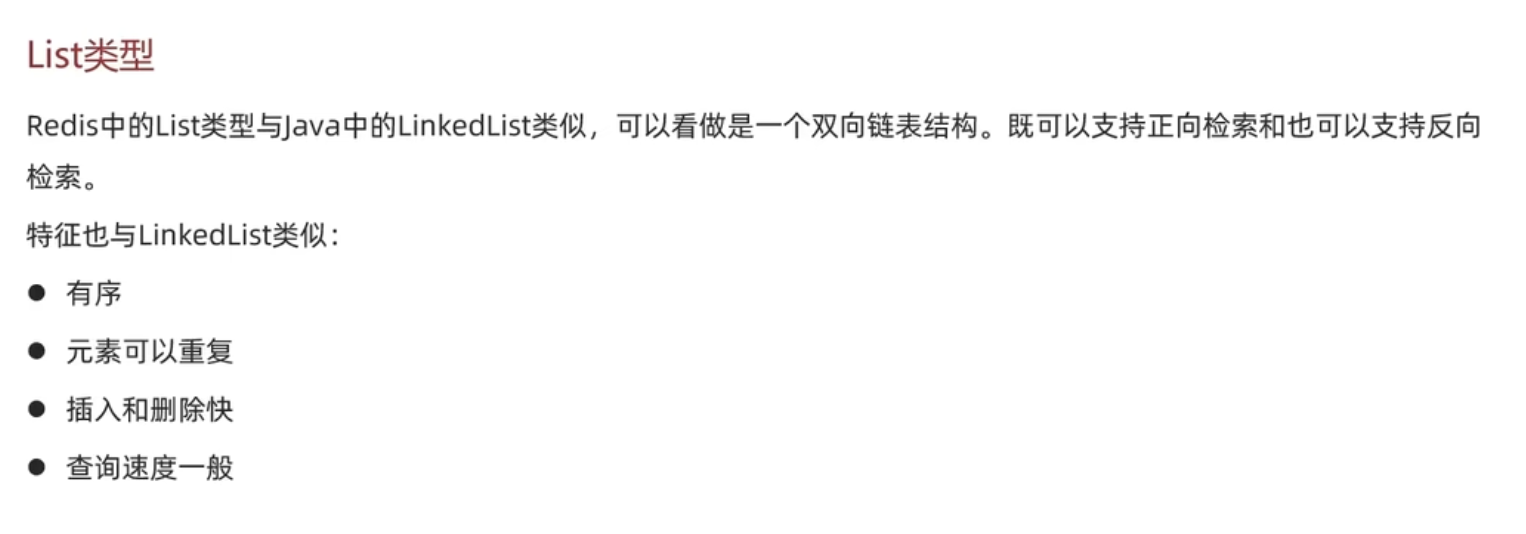 List类型
Redis中的List类型与Java中的LinkedList类似，可以看做是一个双向链表结构。既可以支持正向检索和也可以支持反向
检索。
特征也与LinkedList类似：
● 有序
● 元素可以重复
● 插入和删除快
● 查询速度一般